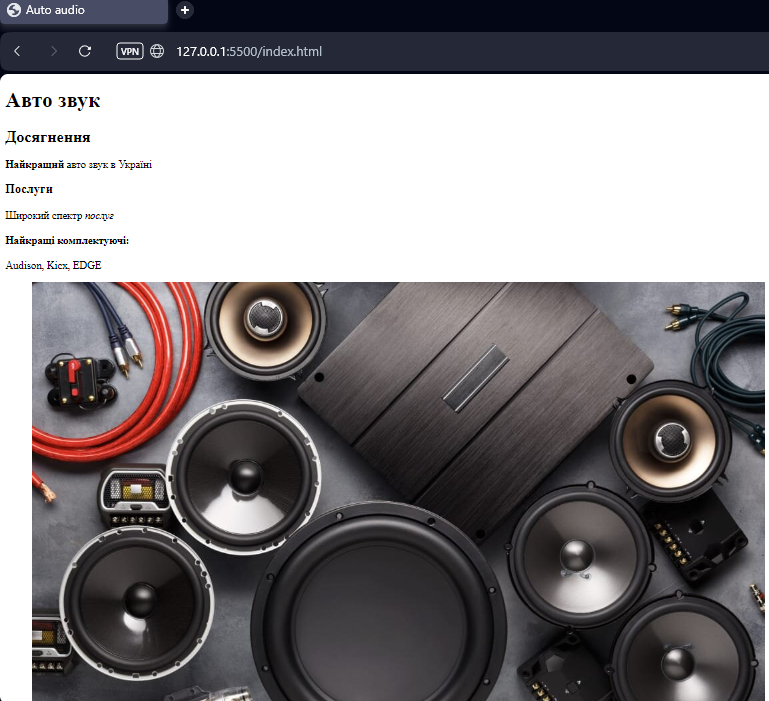 Auto audio
VPN 127.0.0.1:5500/index.html
Авто звук
Досягнення
Найкращий авто звук в Україні
Послуги
Широкий спектр послуг
Найкращі комплектуючі:
Audison, Kicx, EDGE